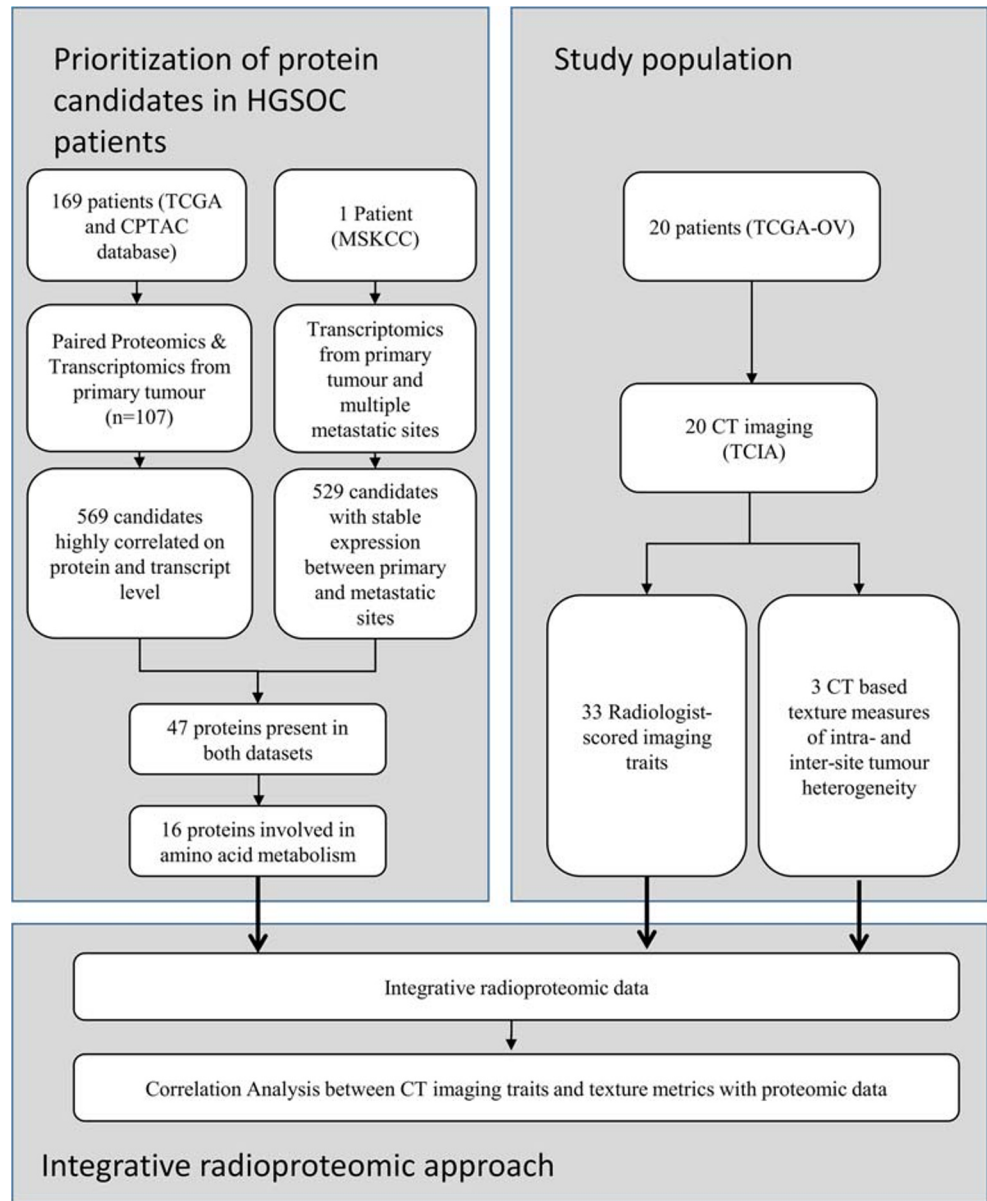 Prioritization of protein
candidates in HGSOC
patients
169 patients (TCGA
and CPTAC
database)
1 Patient
(MSKCC)
Paired Proteomics &
Transcriptomics from
primary tumour
(n=107)
Transcriptomics
from primary
tumour and
multiple
metastatic sites
569 candidates
highly correlated on
protein and transcript
level
529 candidates
with stable
expression
between primary
and metastatic
sites
47 proteins present in
both datasets
16 proteins involved in
amino acid metabolism
Study population
20 patients (TCGA-OV)
20 CT imaging
(TCIA)
33 Radiologist-
scored imaging
traits
3 CT based
texture measures
of intra- and
inter-site tumour
heterogeneity
Integrative radioproteomic data
Correlation Analysis between CT imaging traits and texture metrics with proteomic data
Integrative radioproteomic approach